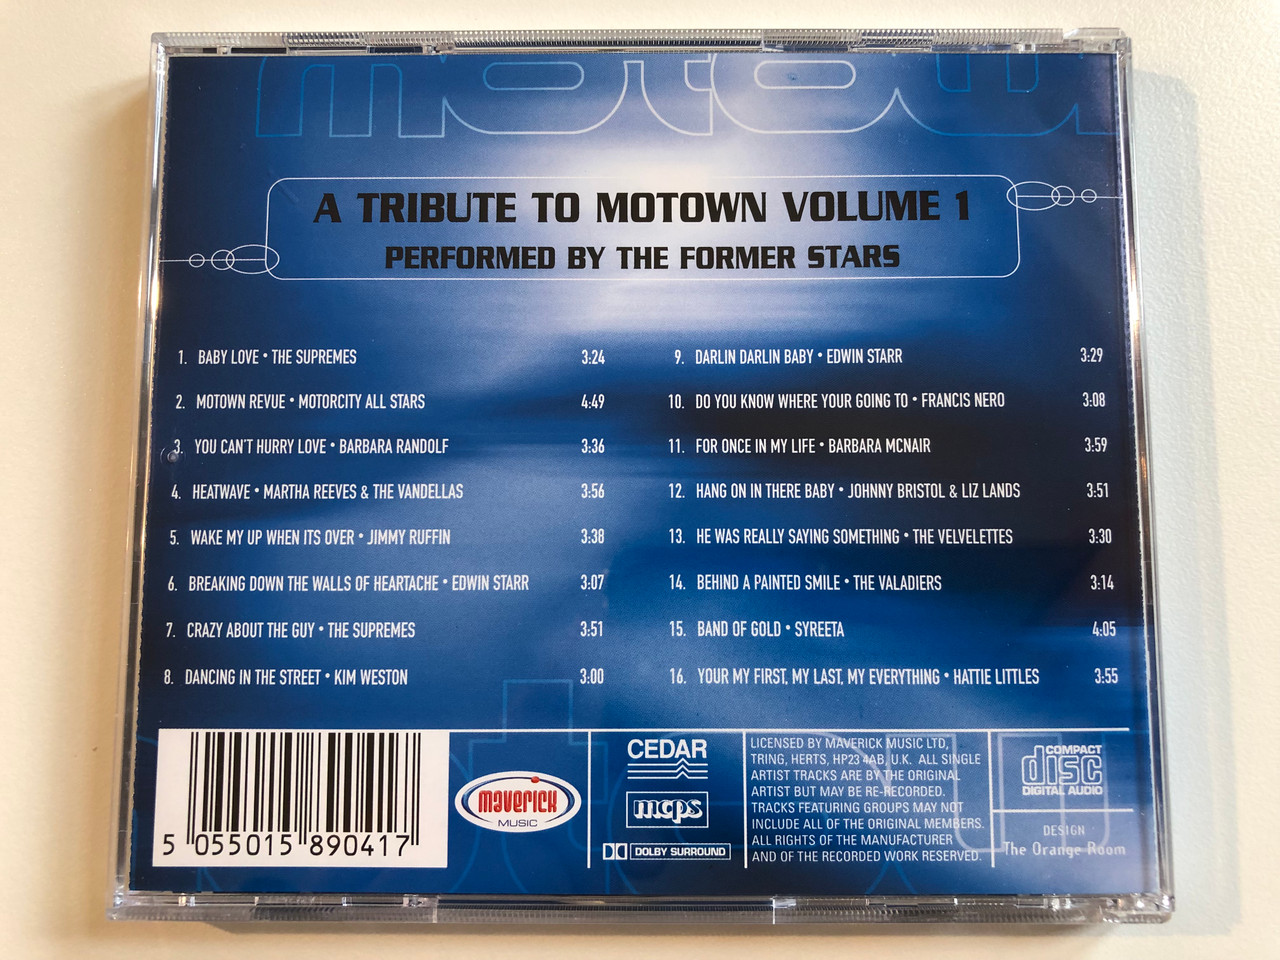 motow
A TRIBUTE TO MOTOWN VOLUME 1
PERFORMED BY THE FORMER STARS
1. BABY LOVE • THE SUPREMES 3:24
2. MOTOWN REVUE • MOTORCITY ALL STARS 4:49
3. YOU CAN'T HURRY LOVE • BARBARA RANDOLF 3:36
4. HEATWAVE • MARTHA REEVES & THE VANDELLAS 3:56
5. WAKE MY UP WHEN ITS OVER • JIMMY RUFFIN 3:38
6. BREAKING DOWN THE WALLS OF HEARTACHE • EDWIN STARR 3:07
7. CRAZY ABOUT THE GUY • THE SUPREMES 3:51
8. DANCING IN THE STREET • KIM WESTON 3:00
9. DARLIN DARLIN BABY • EDWIN STARR 3:29
10. DO YOU KNOW WHERE YOUR GOING TO • FRANCIS NERO 3:08
11. FOR ONCE IN MY LIFE • BARBARA MCNAIR 3:59
12. HANG ON IN THERE BABY • JOHNNY BRISTOL & LIZ LANDS 3:51
13. HE WAS REALLY SAYING SOMETHING • THE VELVELETTES 3:30
14. BEHIND A PAINTED SMILE • THE VALADIERS 3:14
15. BAND OF GOLD • SYREETA 4:05
16. YOUR MY FIRST, MY LAST, MY EVERYTHING • HATTIE LITTLES 3:55
5 055015 890417
maverick
MUSIC
CEDAR
mcps
DOLBY SURROUND
LICENSED BY MAVERICK MUSIC LTD,
TRING, HERTS, HP23 4AB, U.K. ALL SINGLE
ARTIST TRACKS ARE BY THE ORIGINAL
ARTIST BUT MAY BE RE-RECORDED.
TRACKS FEATURING GROUPS MAY NOT
INCLUDE ALL OF THE ORIGINAL MEMBERS.
ALL RIGHTS OF THE MANUFACTURER
AND OF THE RECORDED WORK RESERVED.
COMPACT
disc
DIGITAL AUDIO
DESIGN
The Orange Room